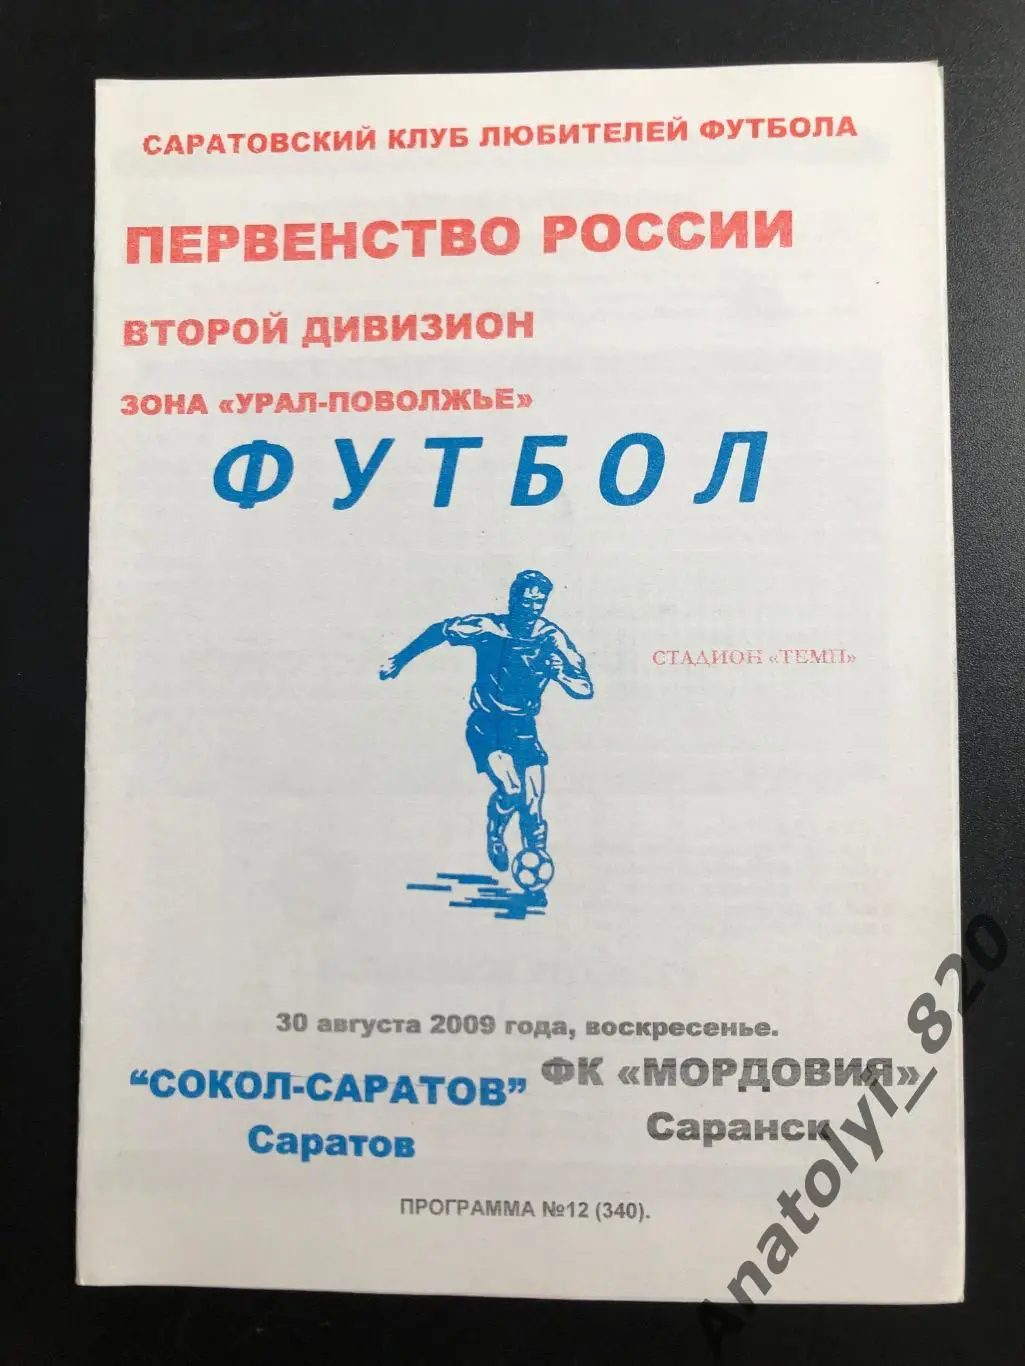 САРАТОВСКИЙ КЛУБ ЛЮБИТЕЛЕЙ ФУТБОЛА
ПЕРВЕНСТВО РОССИИ
ВТОРОЙ ДИВИЗИОН
ЗОНА «УРАЛ-ПОВОЛЖЬЕ»
ФУТБОЛ
СТАДИОН «ТЕМП»
30 августа 2009 года, воскресенье.
"СОКОЛ-САРАТОВ"
Саратов
ФК «МОРДОВИЯ»
Саранск
ПРОГРАММА №12 (340).
Anatolyi_820